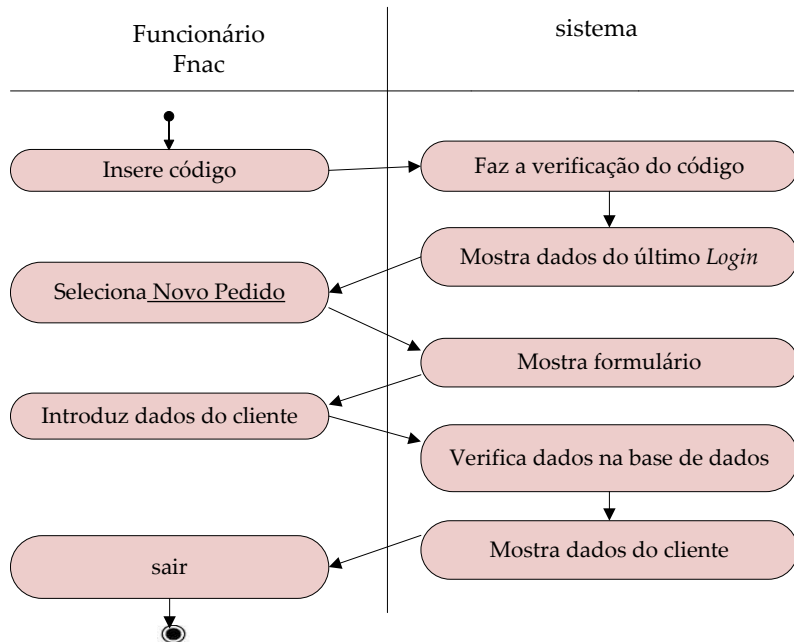 Funcionário
Fnac
sistema
Insere código
Faz a verificação do código
Mostra dados do último Login
Seleciona Novo Pedido
Mostra formulário
Introduz dados do cliente
Verifica dados na base de dados
Mostra dados do cliente
sair